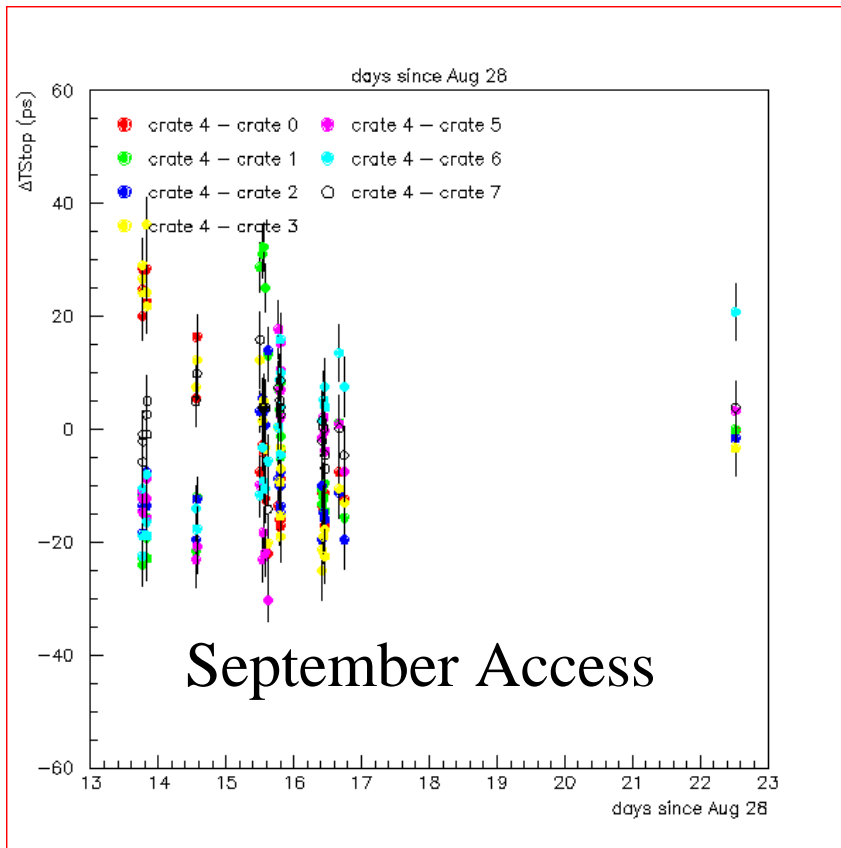 days since Aug 28
ΔTStop (ps)
60
40
20
0
−20
−40
−60
crate 4 − crate 0
crate 4 − crate 5
crate 4 − crate 1
crate 4 − crate 6
crate 4 − crate 2
crate 4 − crate 7
crate 4 − crate 3
September Access
13 14 15 16 17 18 19 20 21 22 23
days since Aug 28